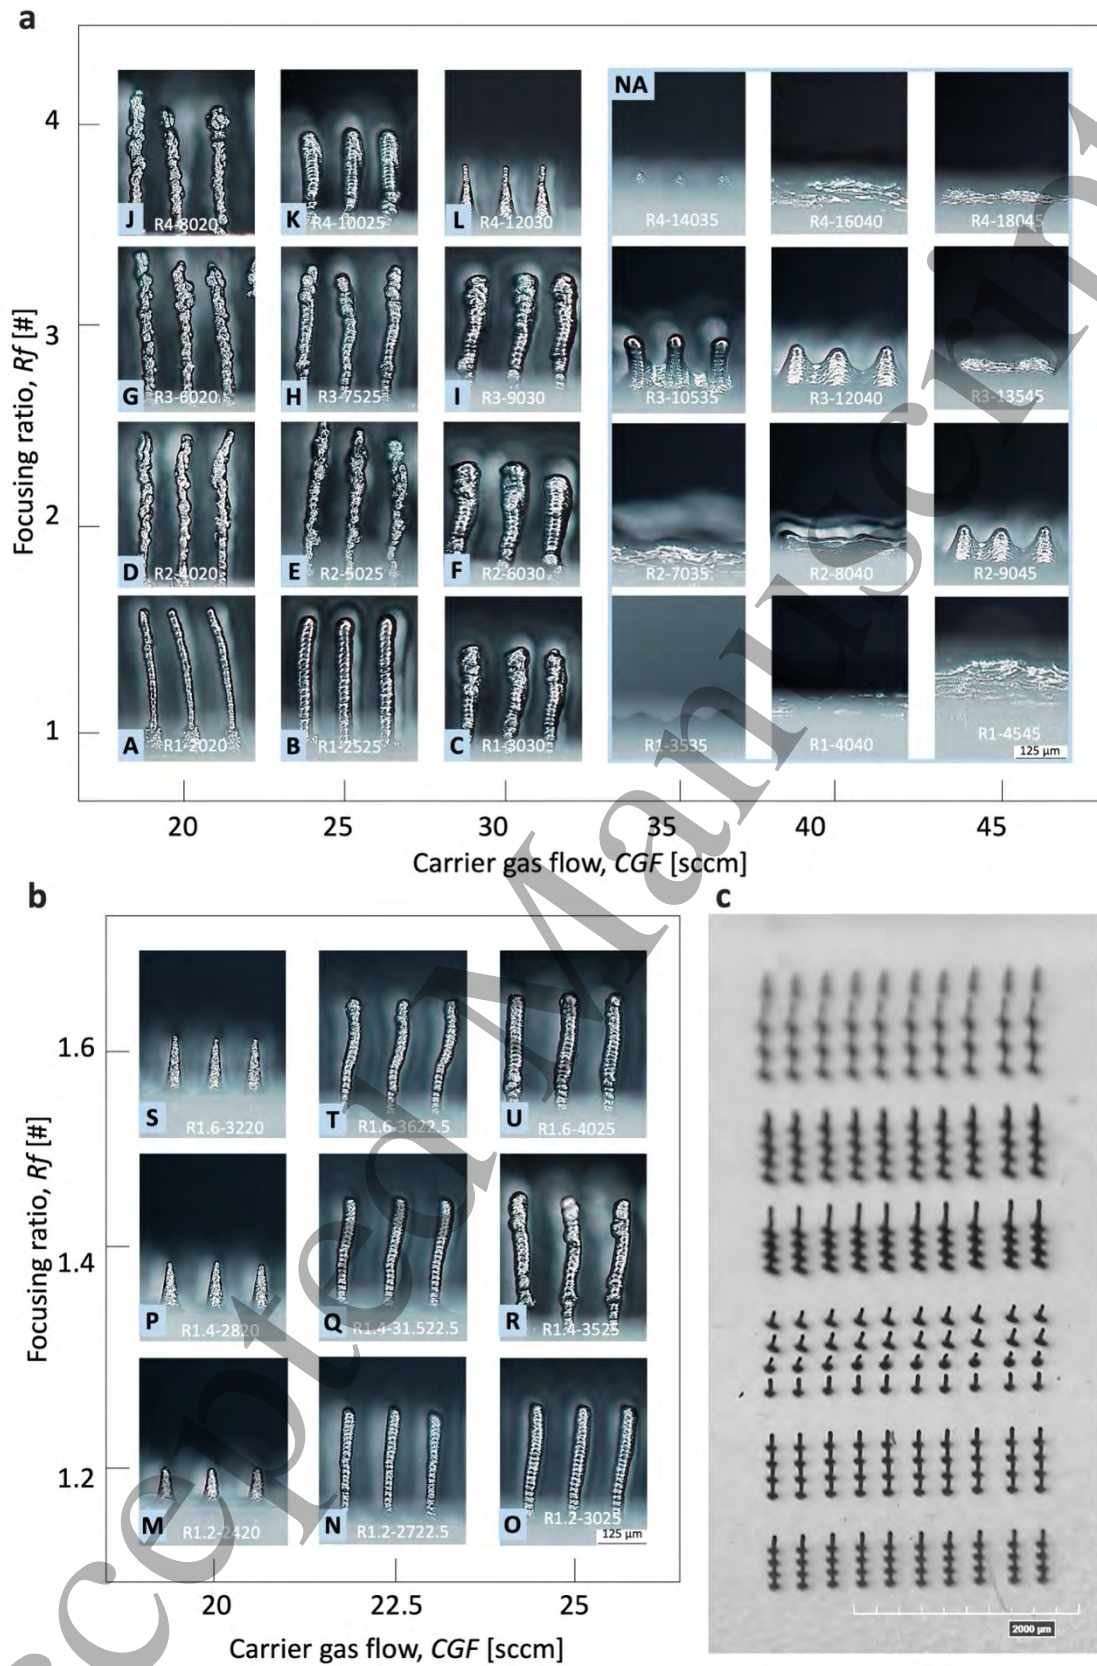 a
4
3
2
1
Focusing ratio, Rf [#]
J R4-8020
K R4-10025
L R4-12030
NA
R4-14035
R4-16040
R4-18045
G R3-6020
H R3-7525
I R3-9030
R3-10535
R3-12040
R3-13545
D R2-4020
E R2-5025
F R2-6030
R2-7035
R2-8040
R2-9045
A R1-2020
B R1-2525
C R1-3030
R1-3535
R1-4040
R1-4545
125 µm
20 25 30 35 40 45
Carrier gas flow, CGF [sccm]
b
1.6
1.4
1.2
Focusing ratio, Rf [#]
S R1.6-3220
T R1.6-3622.5
U R1.6-4025
P R1.4-2820
Q R1.4-31.522.5
R R1.4-3525
M R1.2-2420
N R1.2-2722.5
O R1.2-3025
125 µm
20 22.5 25
Carrier gas flow, CGF [sccm]
c
2000 µm
Accepted Manuscript